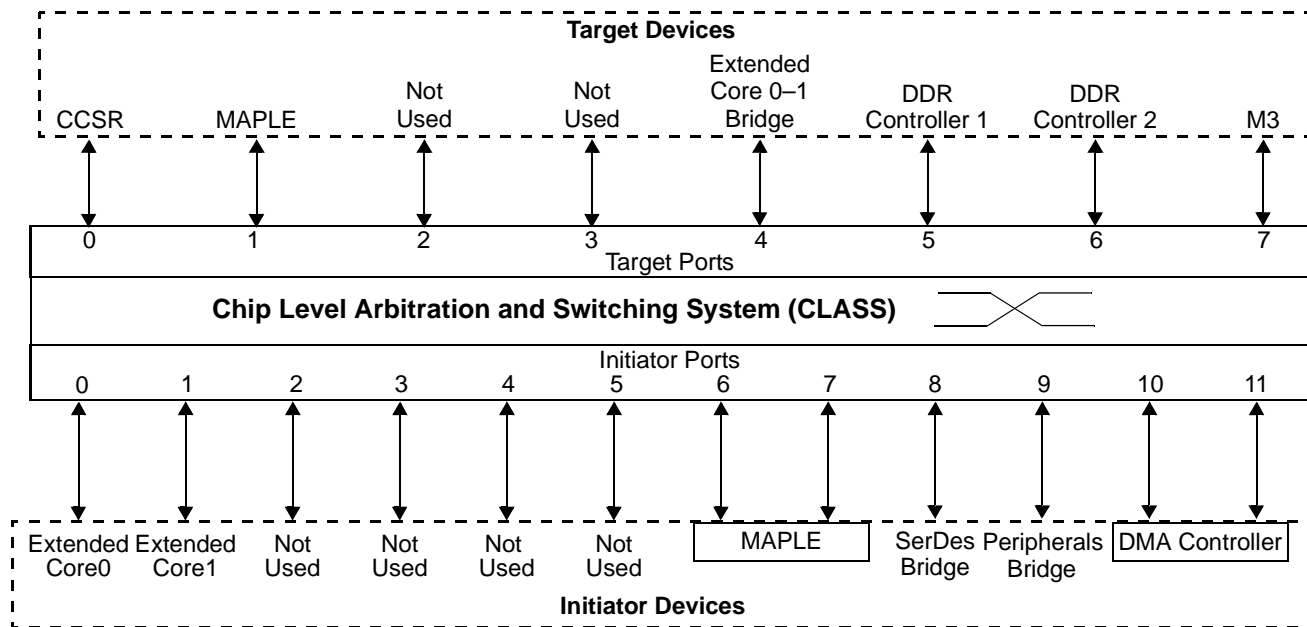 Target Devices
CCSR
MAPLE
Not
Used
Not
Used
Extended
Core 0–1
Bridge
DDR
Controller 1
DDR
Controller 2
M3
0 1 2 3 4 5 6 7
Target Ports
Chip Level Arbitration and Switching System (CLASS)
Initiator Ports
0 1 2 3 4 5 6 7 8 9 10 11
Extended
Core0
Extended
Core1
Not
Used
Not
Used
Not
Used
Not
Used
MAPLE
SerDes
Bridge
Peripherals
Bridge
DMA Controller
Initiator Devices